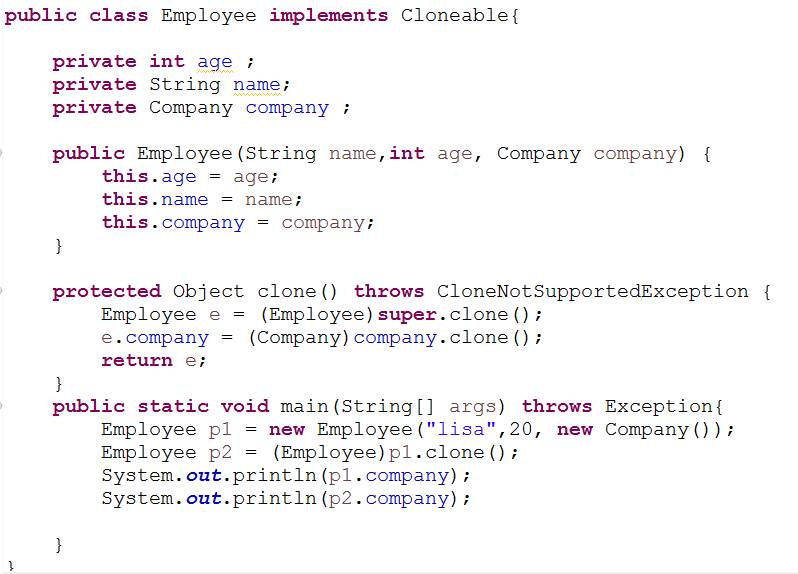 public class Employee implements Cloneable{
private int age ;
private String name;
private Company company ;
public Employee(String name,int age, Company company) {
this.age = age;
this.name = name;
this.company = company;
}
protected Object clone() throws CloneNotSupportedException {
Employee e = (Employee)super.clone();
e.company = (Company)company.clone();
return e;
}
public static void main(String[] args) throws Exception{
Employee p1 = new Employee("lisa",20, new Company());
Employee p2 = (Employee)p1.clone();
System.out.println(p1.company);
System.out.println(p2.company);
}
}